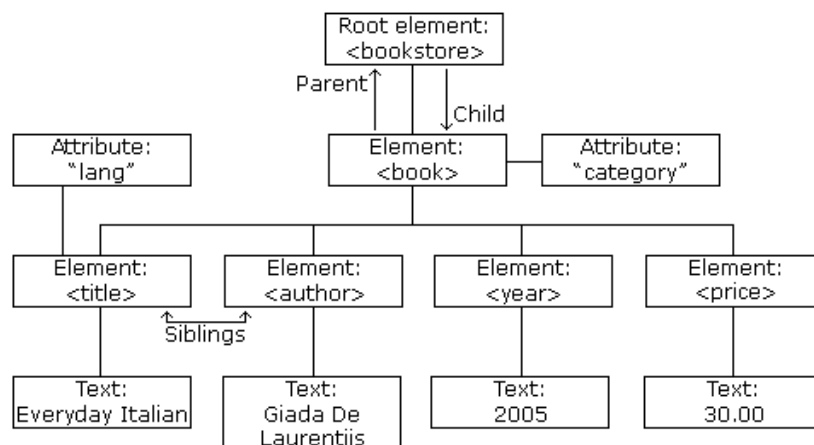 Root element:
<bookstore>
Parent
Child
Attribute:
“lang”
Element:
<book>
Attribute:
“category”
Element:
<title>
Element:
<author>
Element:
<year>
Element:
<price>
Siblings
Text:
Everyday Italian
Text:
Giada De
Laurentiis
Text:
2005
Text:
30.00